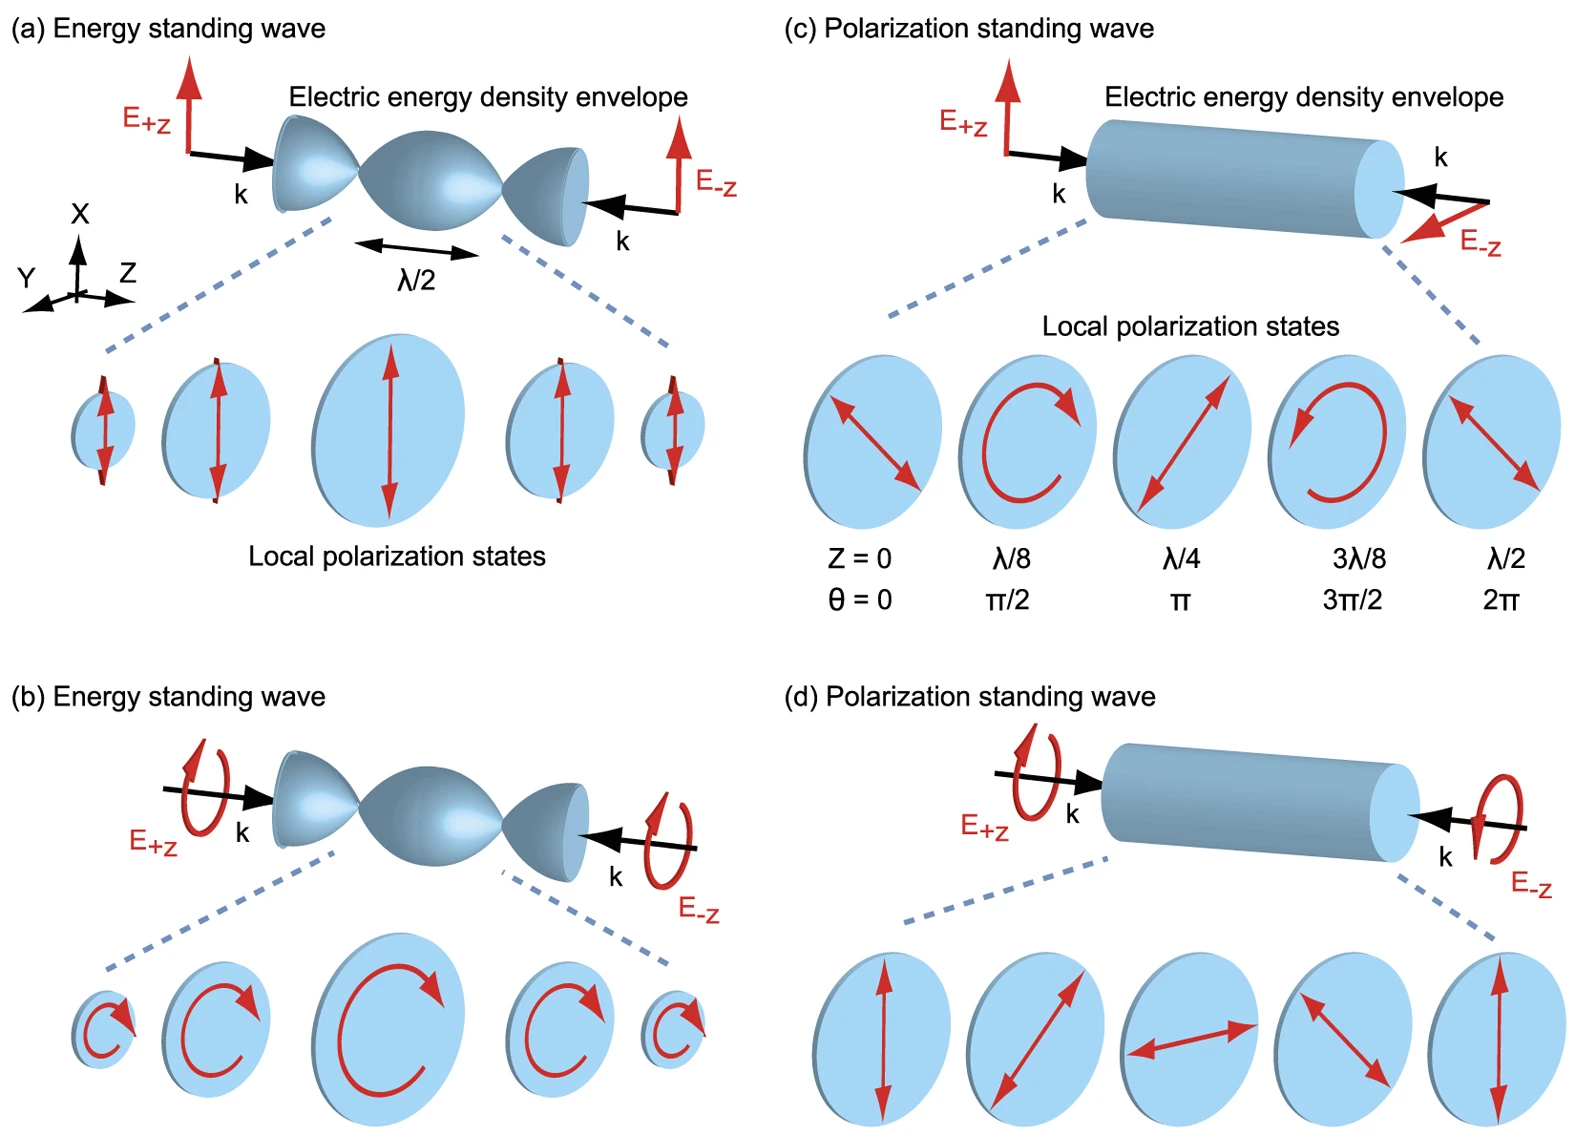 (a) Energy standing wave
Electric energy density envelope
E+z
k
E-z
k
X
Y
Z
λ/2
Local polarization states
(c) Polarization standing wave
Electric energy density envelope
E+z
k
k
E-z
Local polarization states
Z = 0 λ/8 λ/4 3λ/8 λ/2
θ = 0 π/2 π 3π/2 2π
(b) Energy standing wave
E+z
k
k
E-z
(d) Polarization standing wave
E+z
k
k
E-z